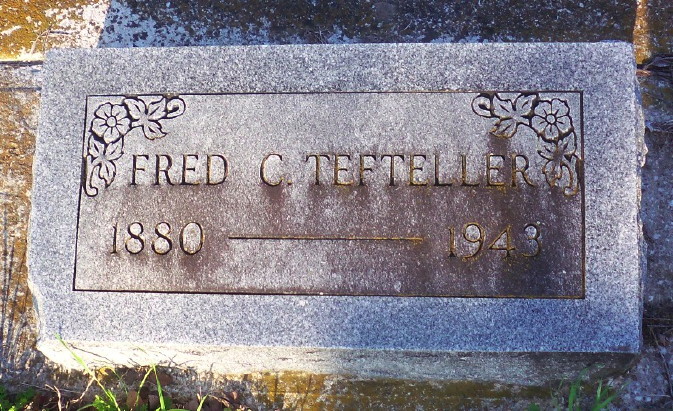 FRED C. TEFTELLER
1880 — 1943